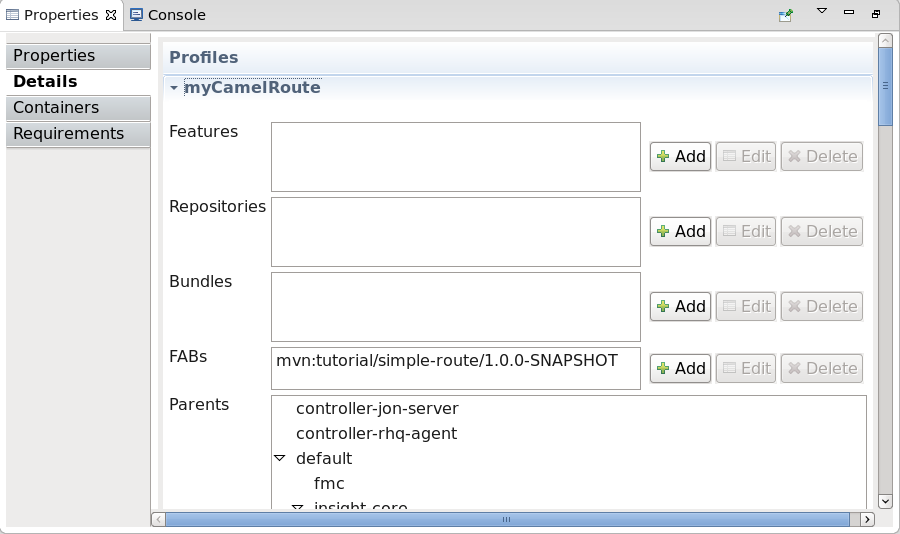 Properties
Console
Properties
Details
Containers
Requirements
Profiles
myCamelRoute
Features
Add
Edit
Delete
Repositories
Add
Edit
Delete
Bundles
Add
Edit
Delete
FABs
mvn:tutorial/simple-route/1.0.0-SNAPSHOT
Add
Edit
Delete
Parents
controller-jon-server
controller-rhq-agent
default
fmc
insight-core